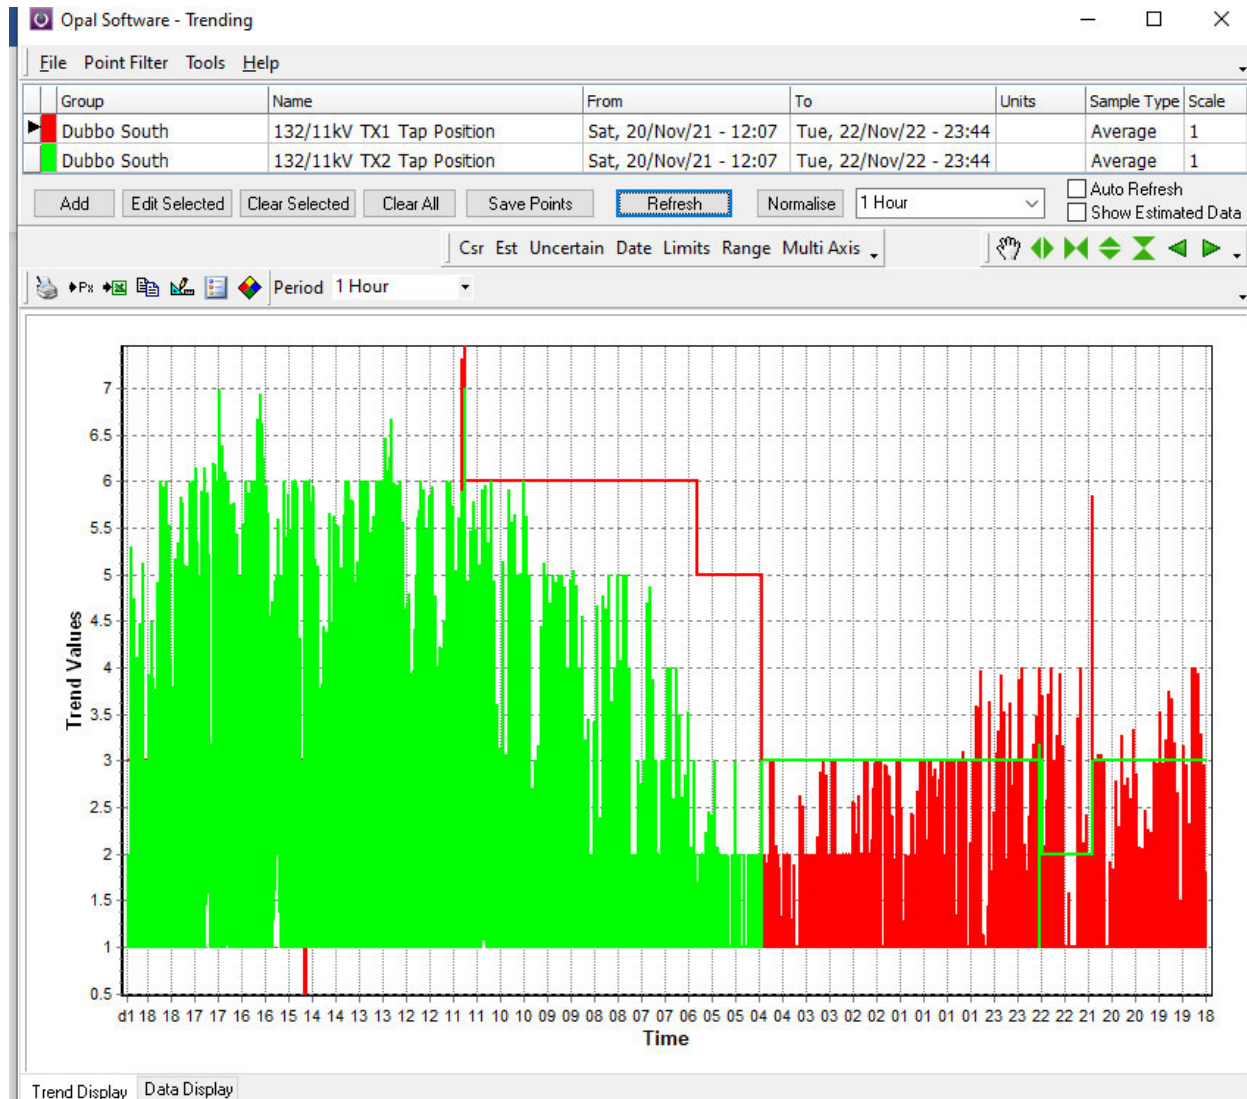 Opal Software - Trending
File Point Filter Tools Help
Group Name From To Units Sample Type Scale
Dubbo South 132/11kV TX1 Tap Position Sat, 20/Nov/21 - 12:07 Tue, 22/Nov/22 - 23:44 Average 1
Dubbo South 132/11kV TX2 Tap Position Sat, 20/Nov/21 - 12:07 Tue, 22/Nov/22 - 23:44 Average 1
Add Edit Selected Clear Selected Clear All Save Points Refresh Normalise 1 Hour
Auto Refresh
Show Estimated Data
Csr Est Uncertain Date Limits Range Multi Axis
Px Period 1 Hour
7
6.5
6
5.5
5
4.5
4
3.5
3
2.5
2
1.5
1
0.5
Trend Values
18 18 17 17 16 16 15 14 14 13 13 12 12 11 11 10 10 09 09 08 08 07 07 06 05 05 04 04 03 03 02 02 01 01 01 01 23 23 22 22 21 20 20 19 19 18
Time
Trend Display Data Display